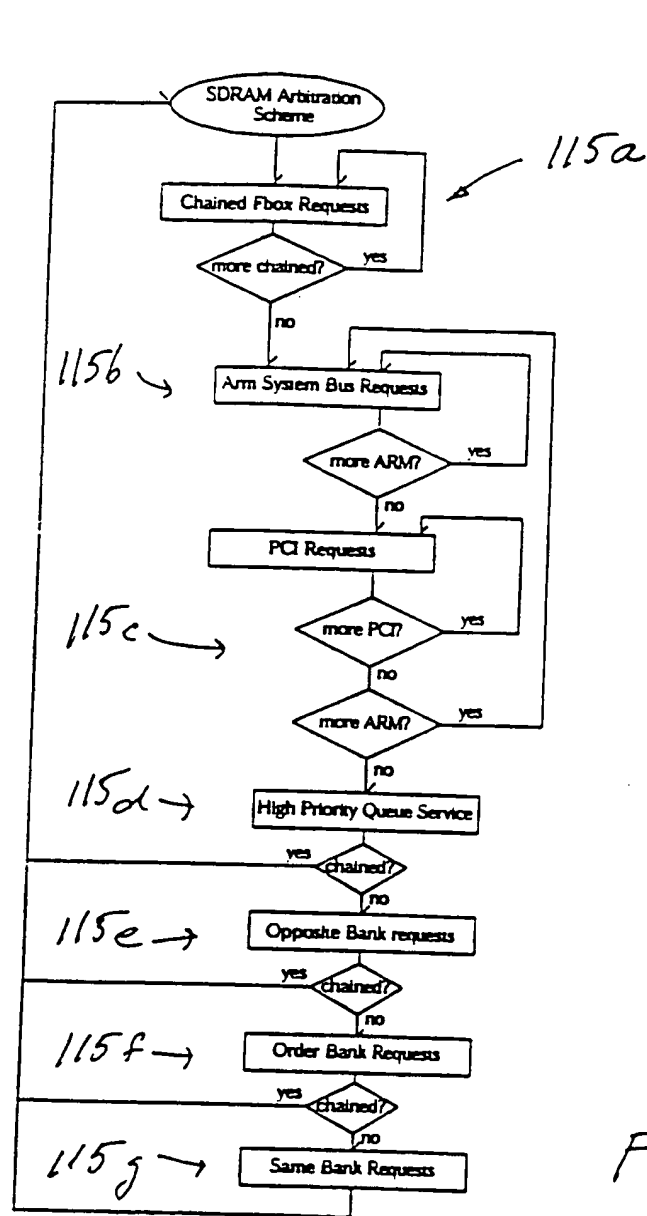 SDRAM Arbitration
Scheme
115a
Chained Fbox Requests
more chained?
yes
no
115b
Arm System Bus Requests
more ARM?
yes
no
PCI Requests
115c
more PCI?
yes
no
more ARM?
yes
no
115d
High Priority Queue Service
yes
chained?
no
115e
Opposite Bank requests
yes
chained?
no
115f
Order Bank Requests
yes
chained?
no
115g
Same Bank Requests
F